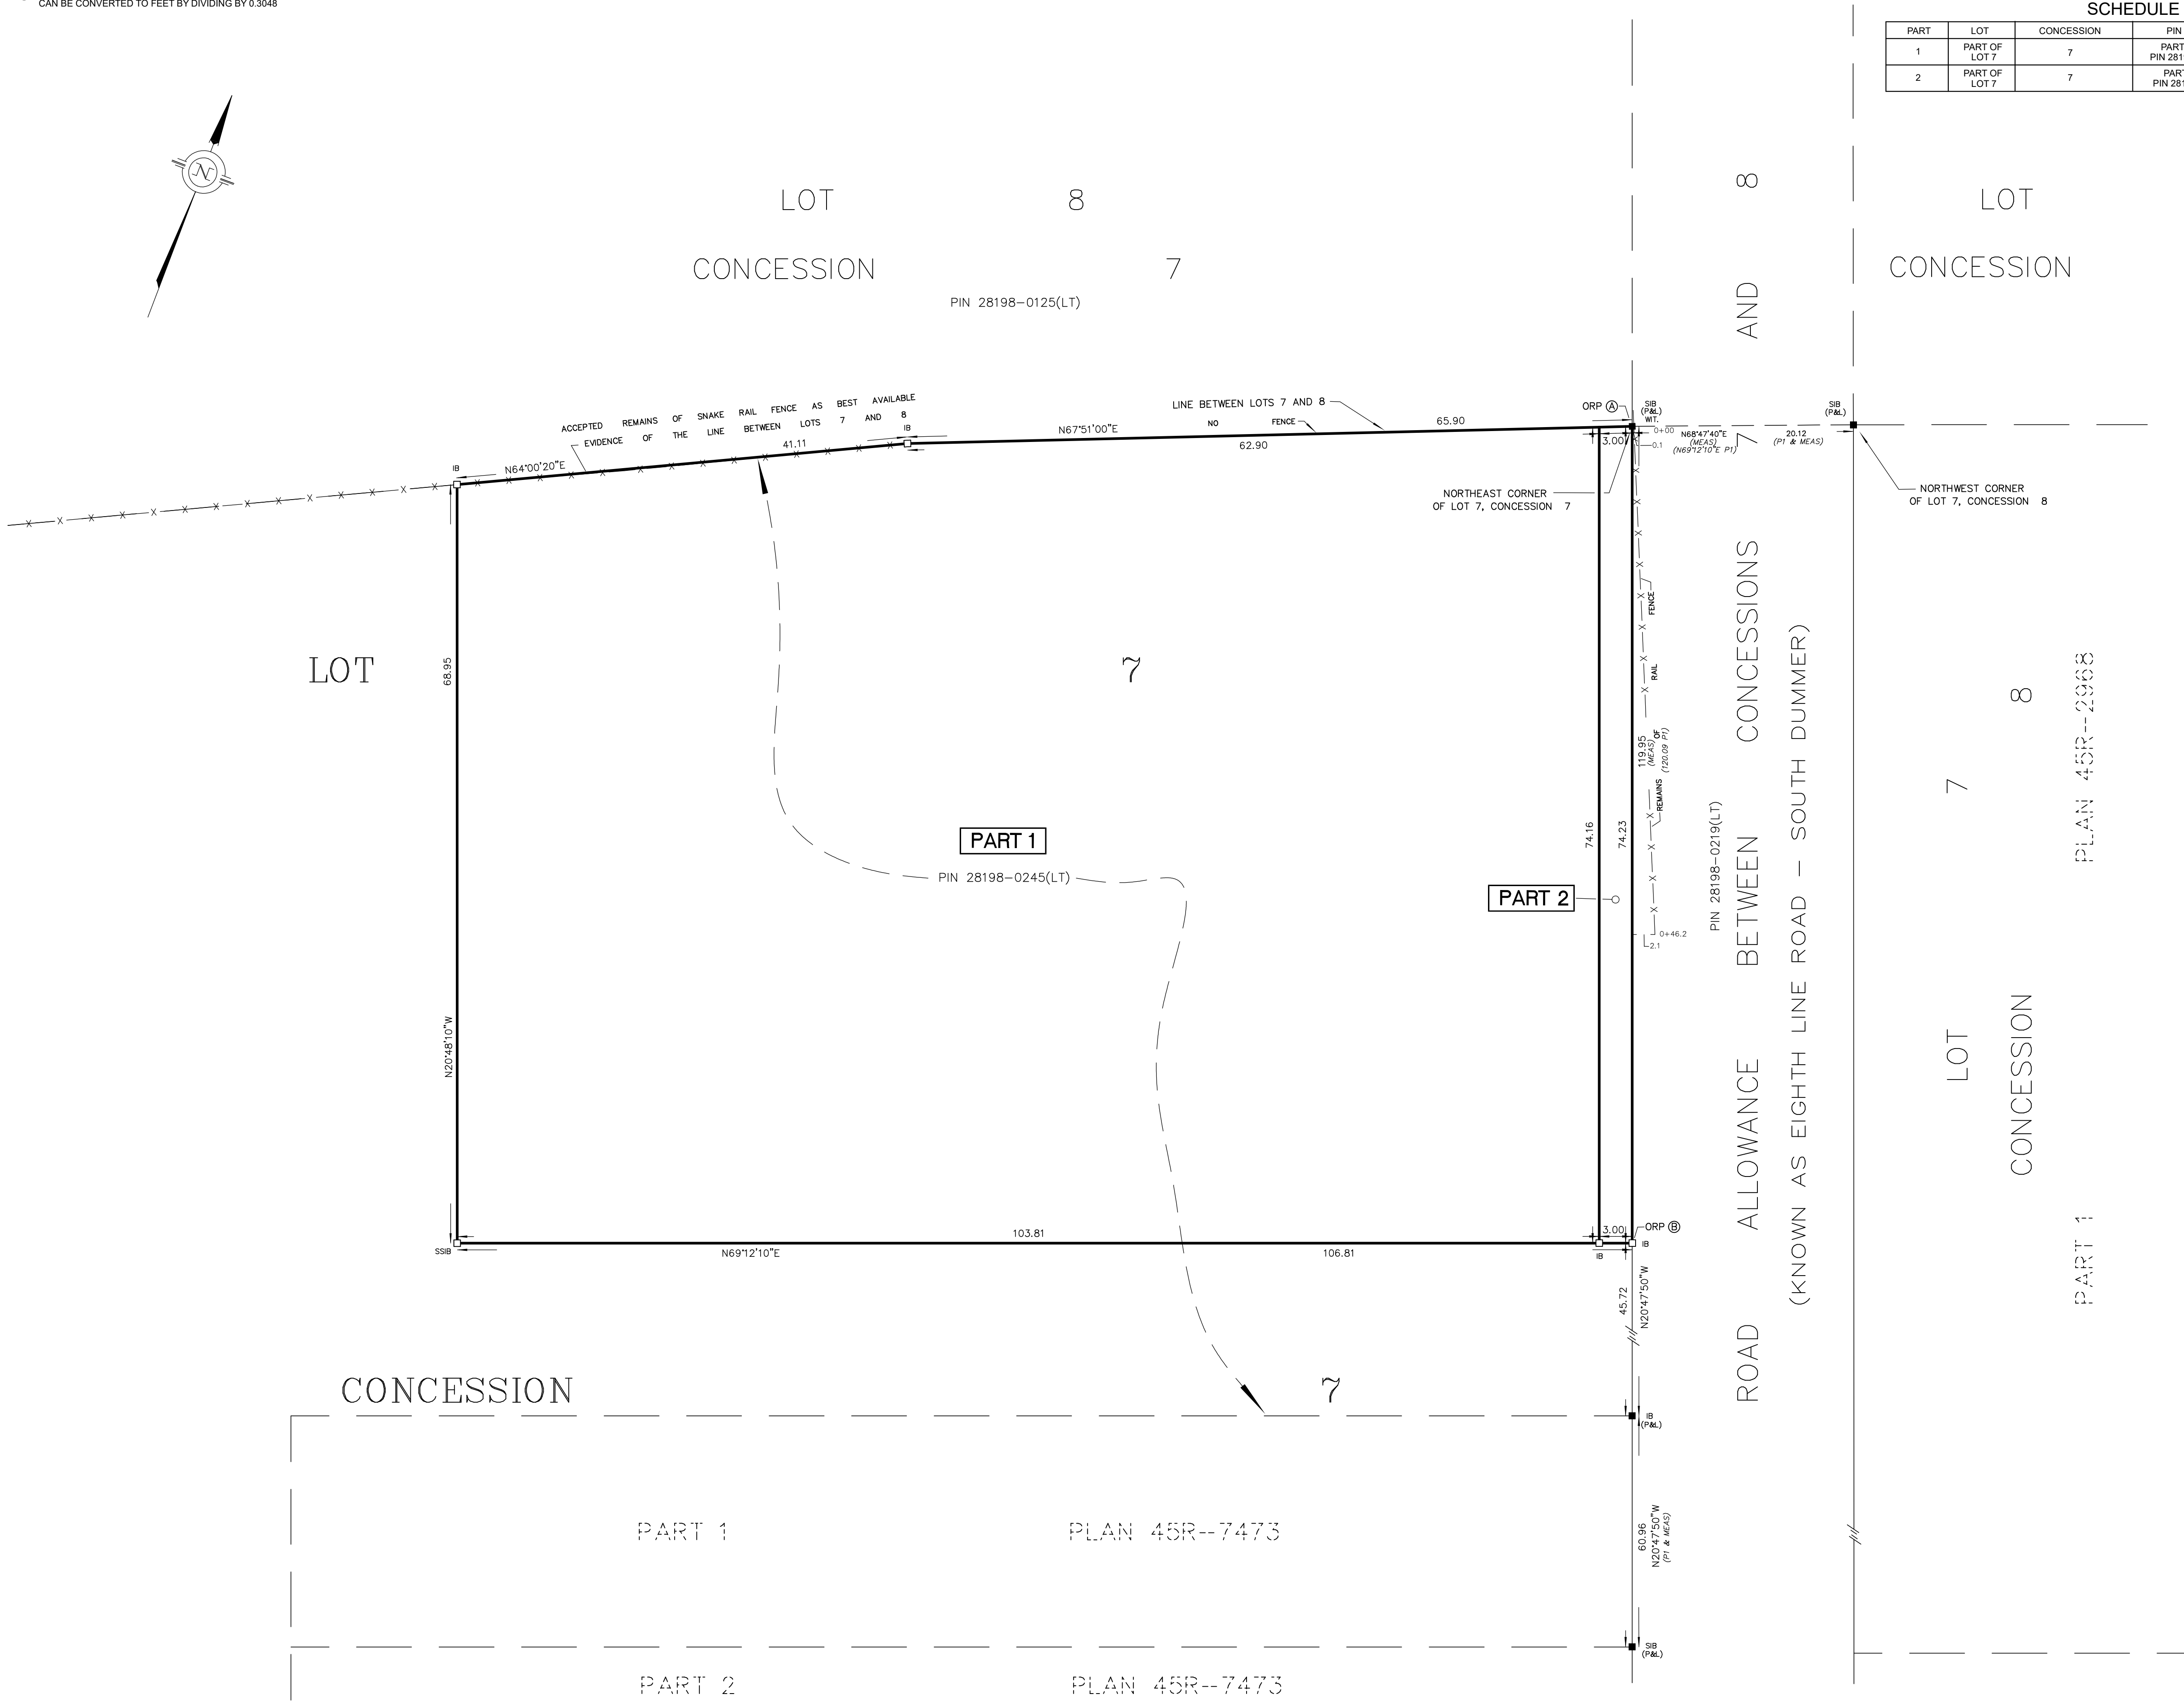 CAN BE CONVERTED TO FEET BY DIVIDING BY 0.3048
SCHEDULE
PART LOT CONCESSION PIN
1 PART OF LOT 7 7 PART PIN 281
2 PART OF LOT 7 7 PAR PIN 281
N
LOT 8
CONCESSION 7
PIN 28198-0125(LT)
LOT
CONCESSION
ACCEPTED REMAINS OF SNAKE RAIL FENCE AS BEST AVAILABLE
EVIDENCE OF THE LINE BETWEEN LOTS 7 AND 8
IB
N64°00'20"E
41.11
IB
N67°51'00"E
62.90
NO FENCE
LINE BETWEEN LOTS 7 AND 8
65.90
ORP A
SIB
(P&L)
WIT.
0+00
0.1
3.00
N68°47'40"E
(MEAS)
(N69°12'10"E P1)
20.12
(P1 & MEAS)
SIB
(P&L)
NORTHEAST CORNER
OF LOT 7, CONCESSION 7
NORTHWEST CORNER
OF LOT 7, CONCESSION 8
LOT 7
68.95
N20°48'10"W
PART 1
PIN 28198-0245(LT)
PART 2
74.16
74.23
REMAINS OF RAIL FENCE
119.95
(MEAS)
(120.09 P1)
0+46.2
2.1
PIN 28198-0219(LT)
ROAD ALLOWANCE BETWEEN CONCESSIONS 7 AND 8
(KNOWN AS EIGHTH LINE ROAD - SOUTH DUMMER)
LOT 7
CONCESSION 8
PART 1 PLAN 45R-2968
SSIB
N69°12'10"E
103.81
106.81
3.00
IB
ORP B
IB
45.72
N20°47'50"W
CONCESSION 7
IB
(P&L)
60.96
N20°47'50"W
(P1 & MEAS)
PART 1 PLAN 45R-7473
SIB
(P&L)
PART 2 PLAN 45R-7473